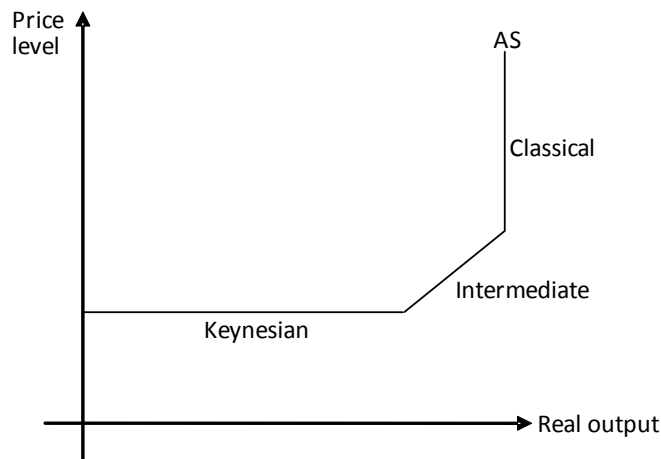 Price
level
AS
Classical
Intermediate
Keynesian
Real output